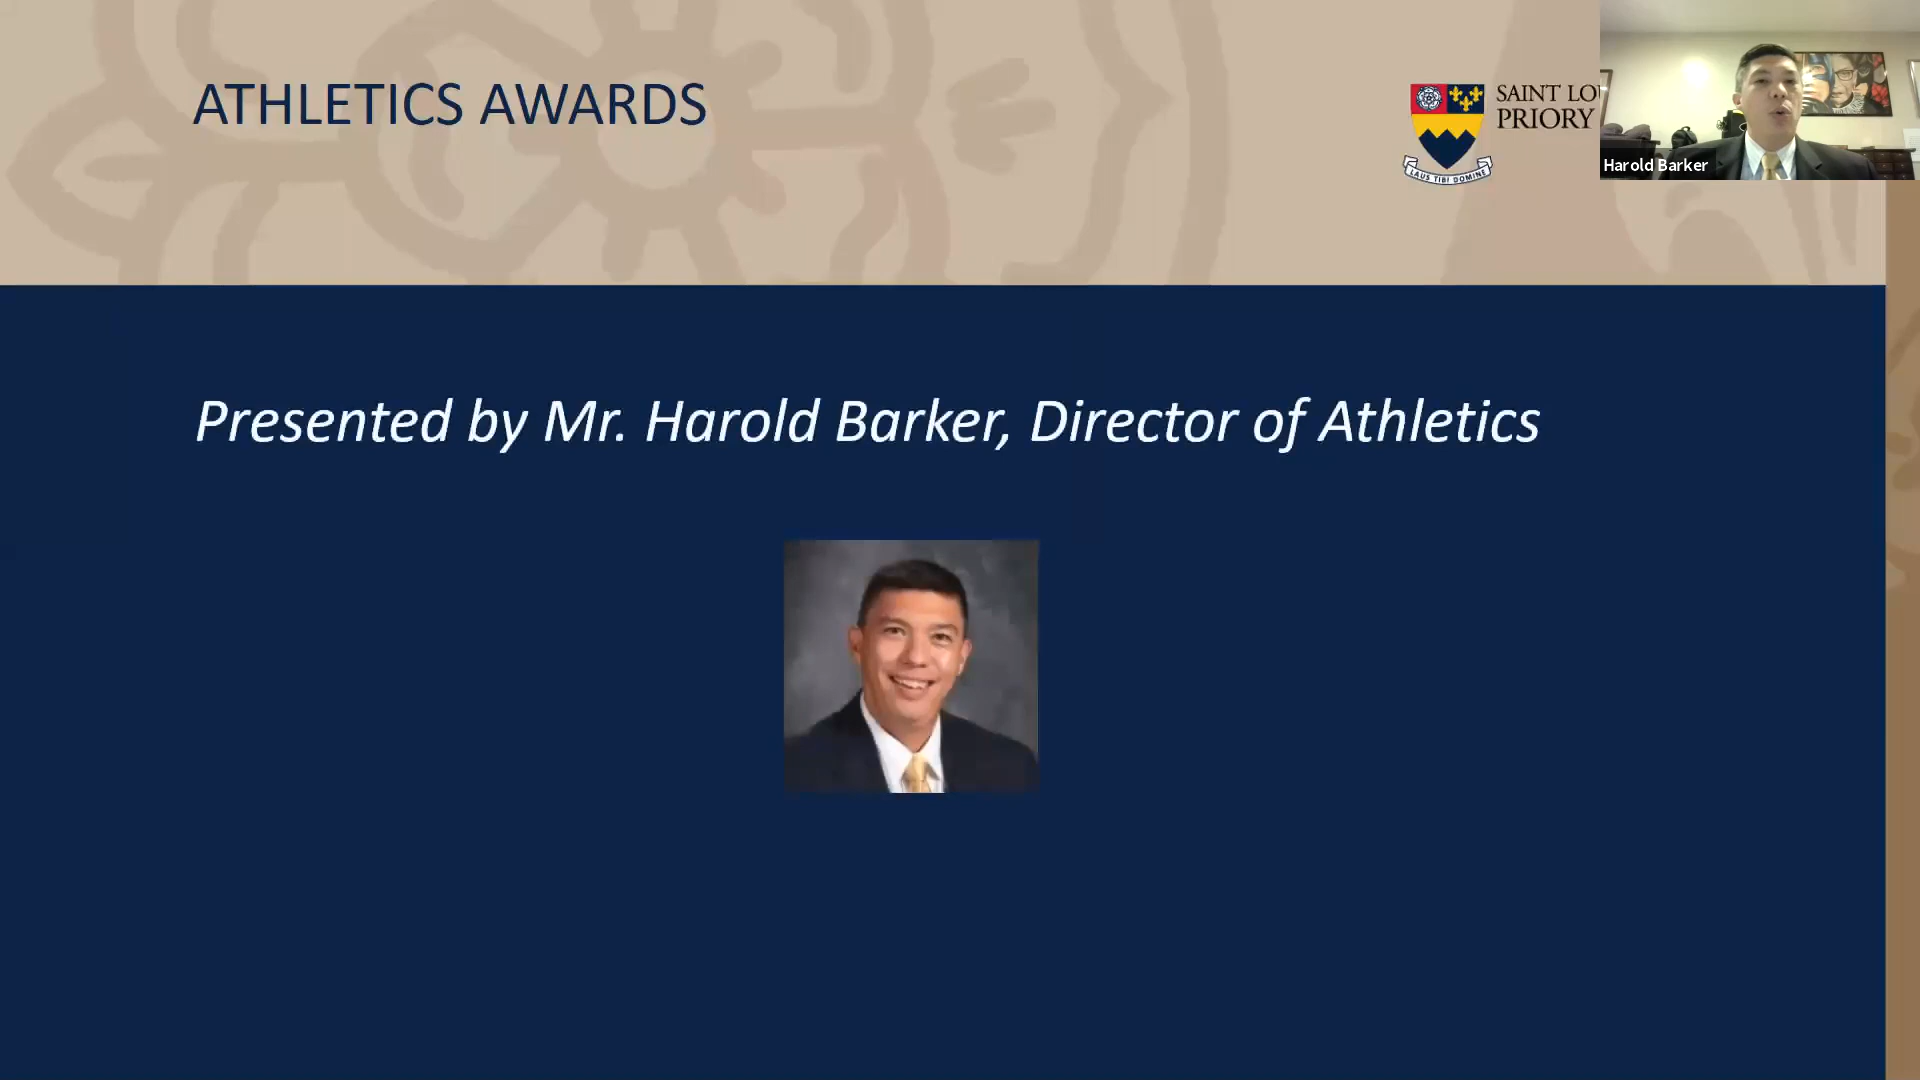 ATHLETICS AWARDS
SAINT LO
PRIORY
LAUS TIBI DOMINE
Harold Barker
Presented by Mr. Harold Barker, Director of Athletics